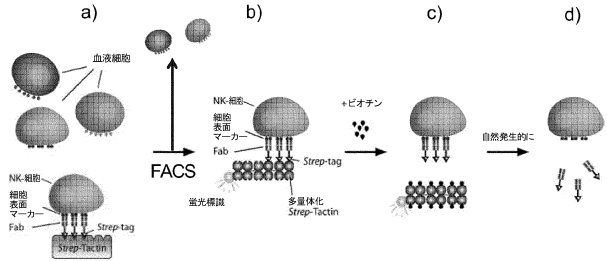 a)
b)
c)
d)
血液細胞
NK-細胞
細胞
表面
マーカー
Fab
Strep-tag
Strep-Tactin
FACS
NK-細胞
細胞
表面
マーカー
Fab
Strep-tag
蛍光標識
多量体化
Strep-Tactin
+ビオチン
自然発生的に